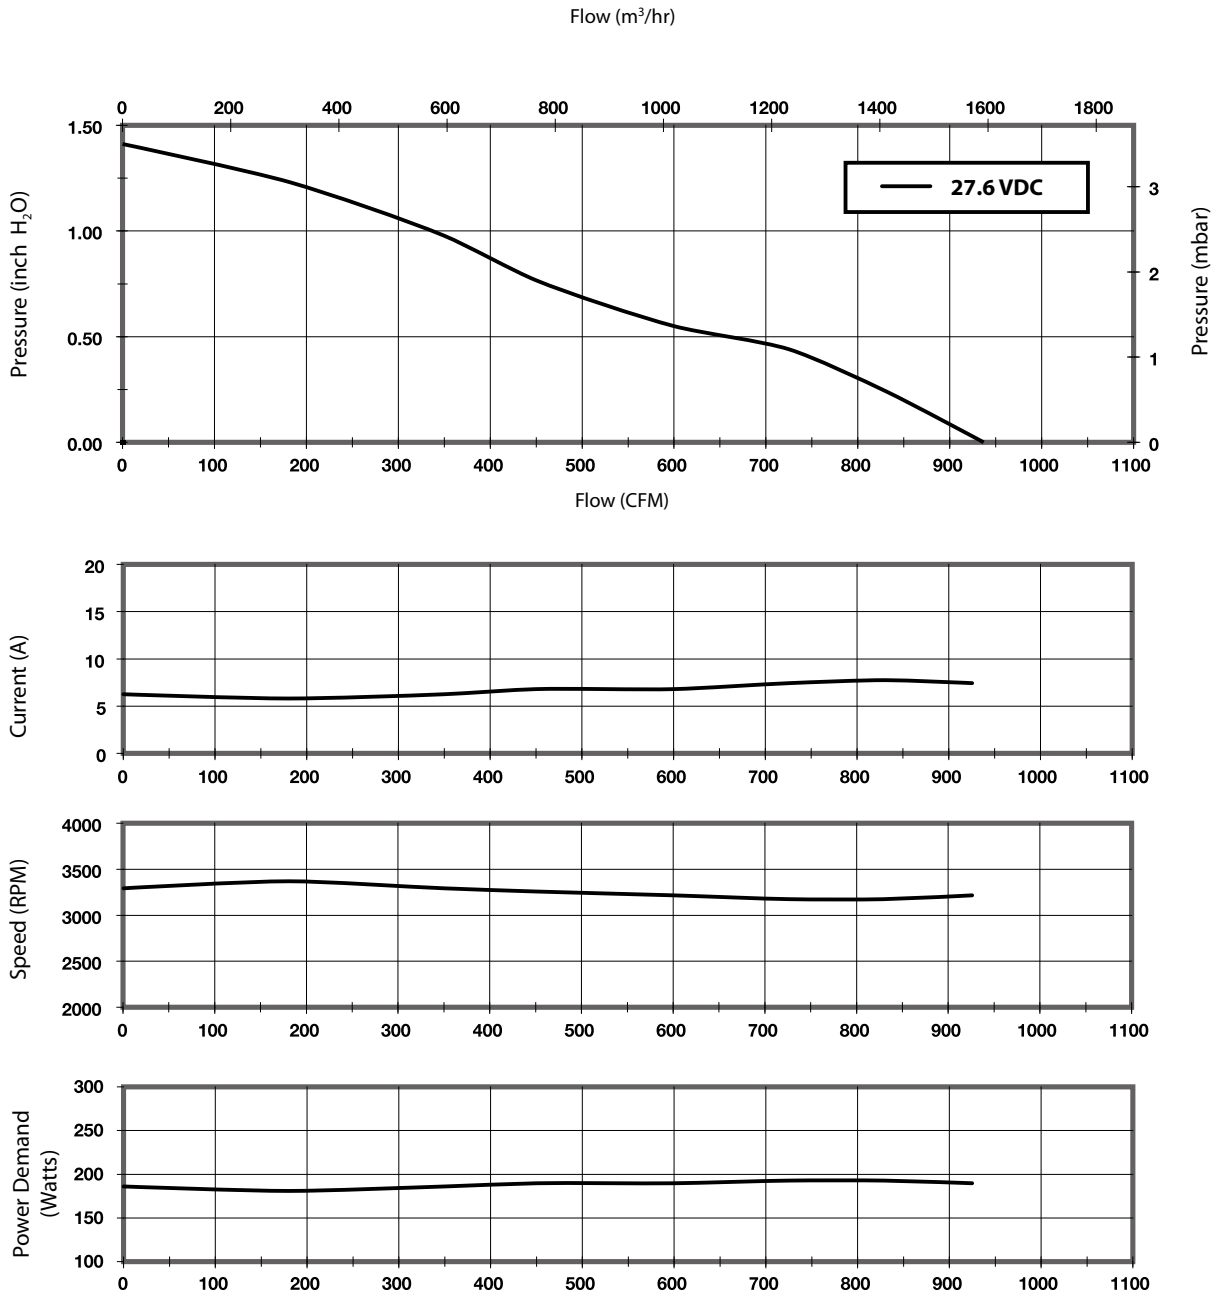 Flow (m³/hr)
0 200 400 600 800 1000 1200 1400 1600 1800
1.50
1.00
0.50
0.00
Pressure (inch H₂O)
27.6 VDC
3
2
1
0
Pressure (mbar)
0 100 200 300 400 500 600 700 800 900 1000 1100
Flow (CFM)
20
15
10
5
0
Current (A)
0 100 200 300 400 500 600 700 800 900 1000 1100
4000
3500
3000
2500
2000
Speed (RPM)
0 100 200 300 400 500 600 700 800 900 1000 1100
300
250
200
150
100
Power Demand
(Watts)
0 100 200 300 400 500 600 700 800 900 1000 1100